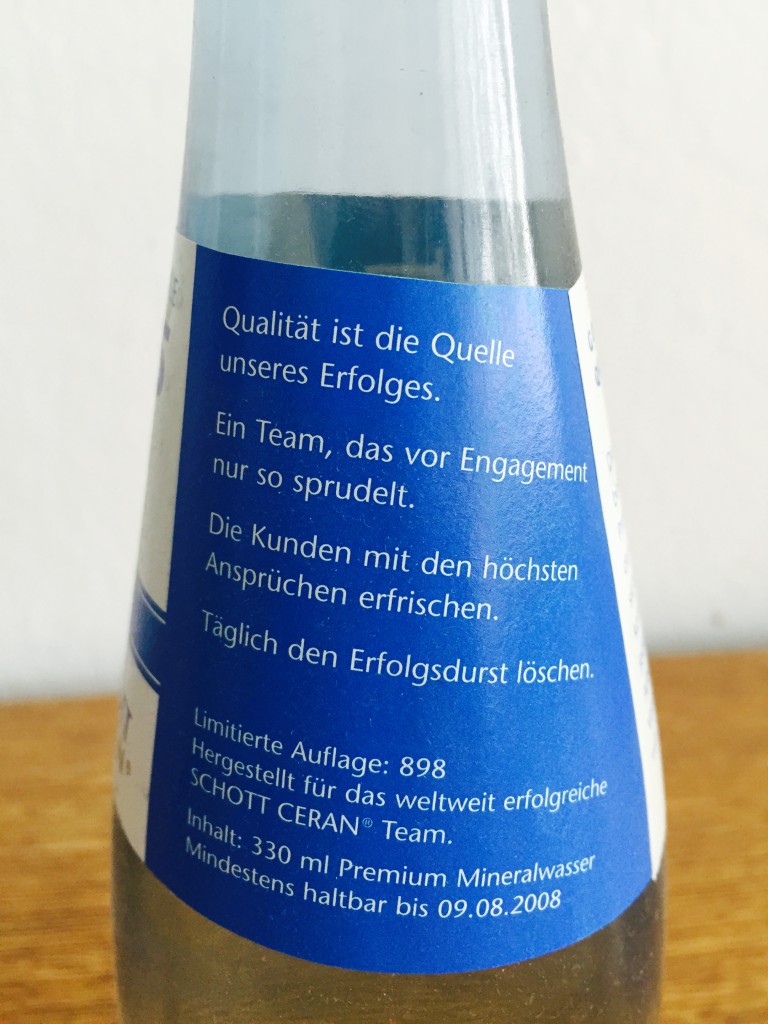 Qualität ist die Quelle
unseres Erfolges.
Ein Team, das vor Engagement
nur so sprudelt.
Die Kunden mit den höchsten
Ansprüchen erfrischen.
Täglich den Erfolgsdurst löschen.
Limitierte Auflage: 898
Hergestellt für das weltweit erfolgreiche
SCHOTT CERAN® Team.
Inhalt: 330 ml Premium Mineralwasser
Mindestens haltbar bis 09.08.2008